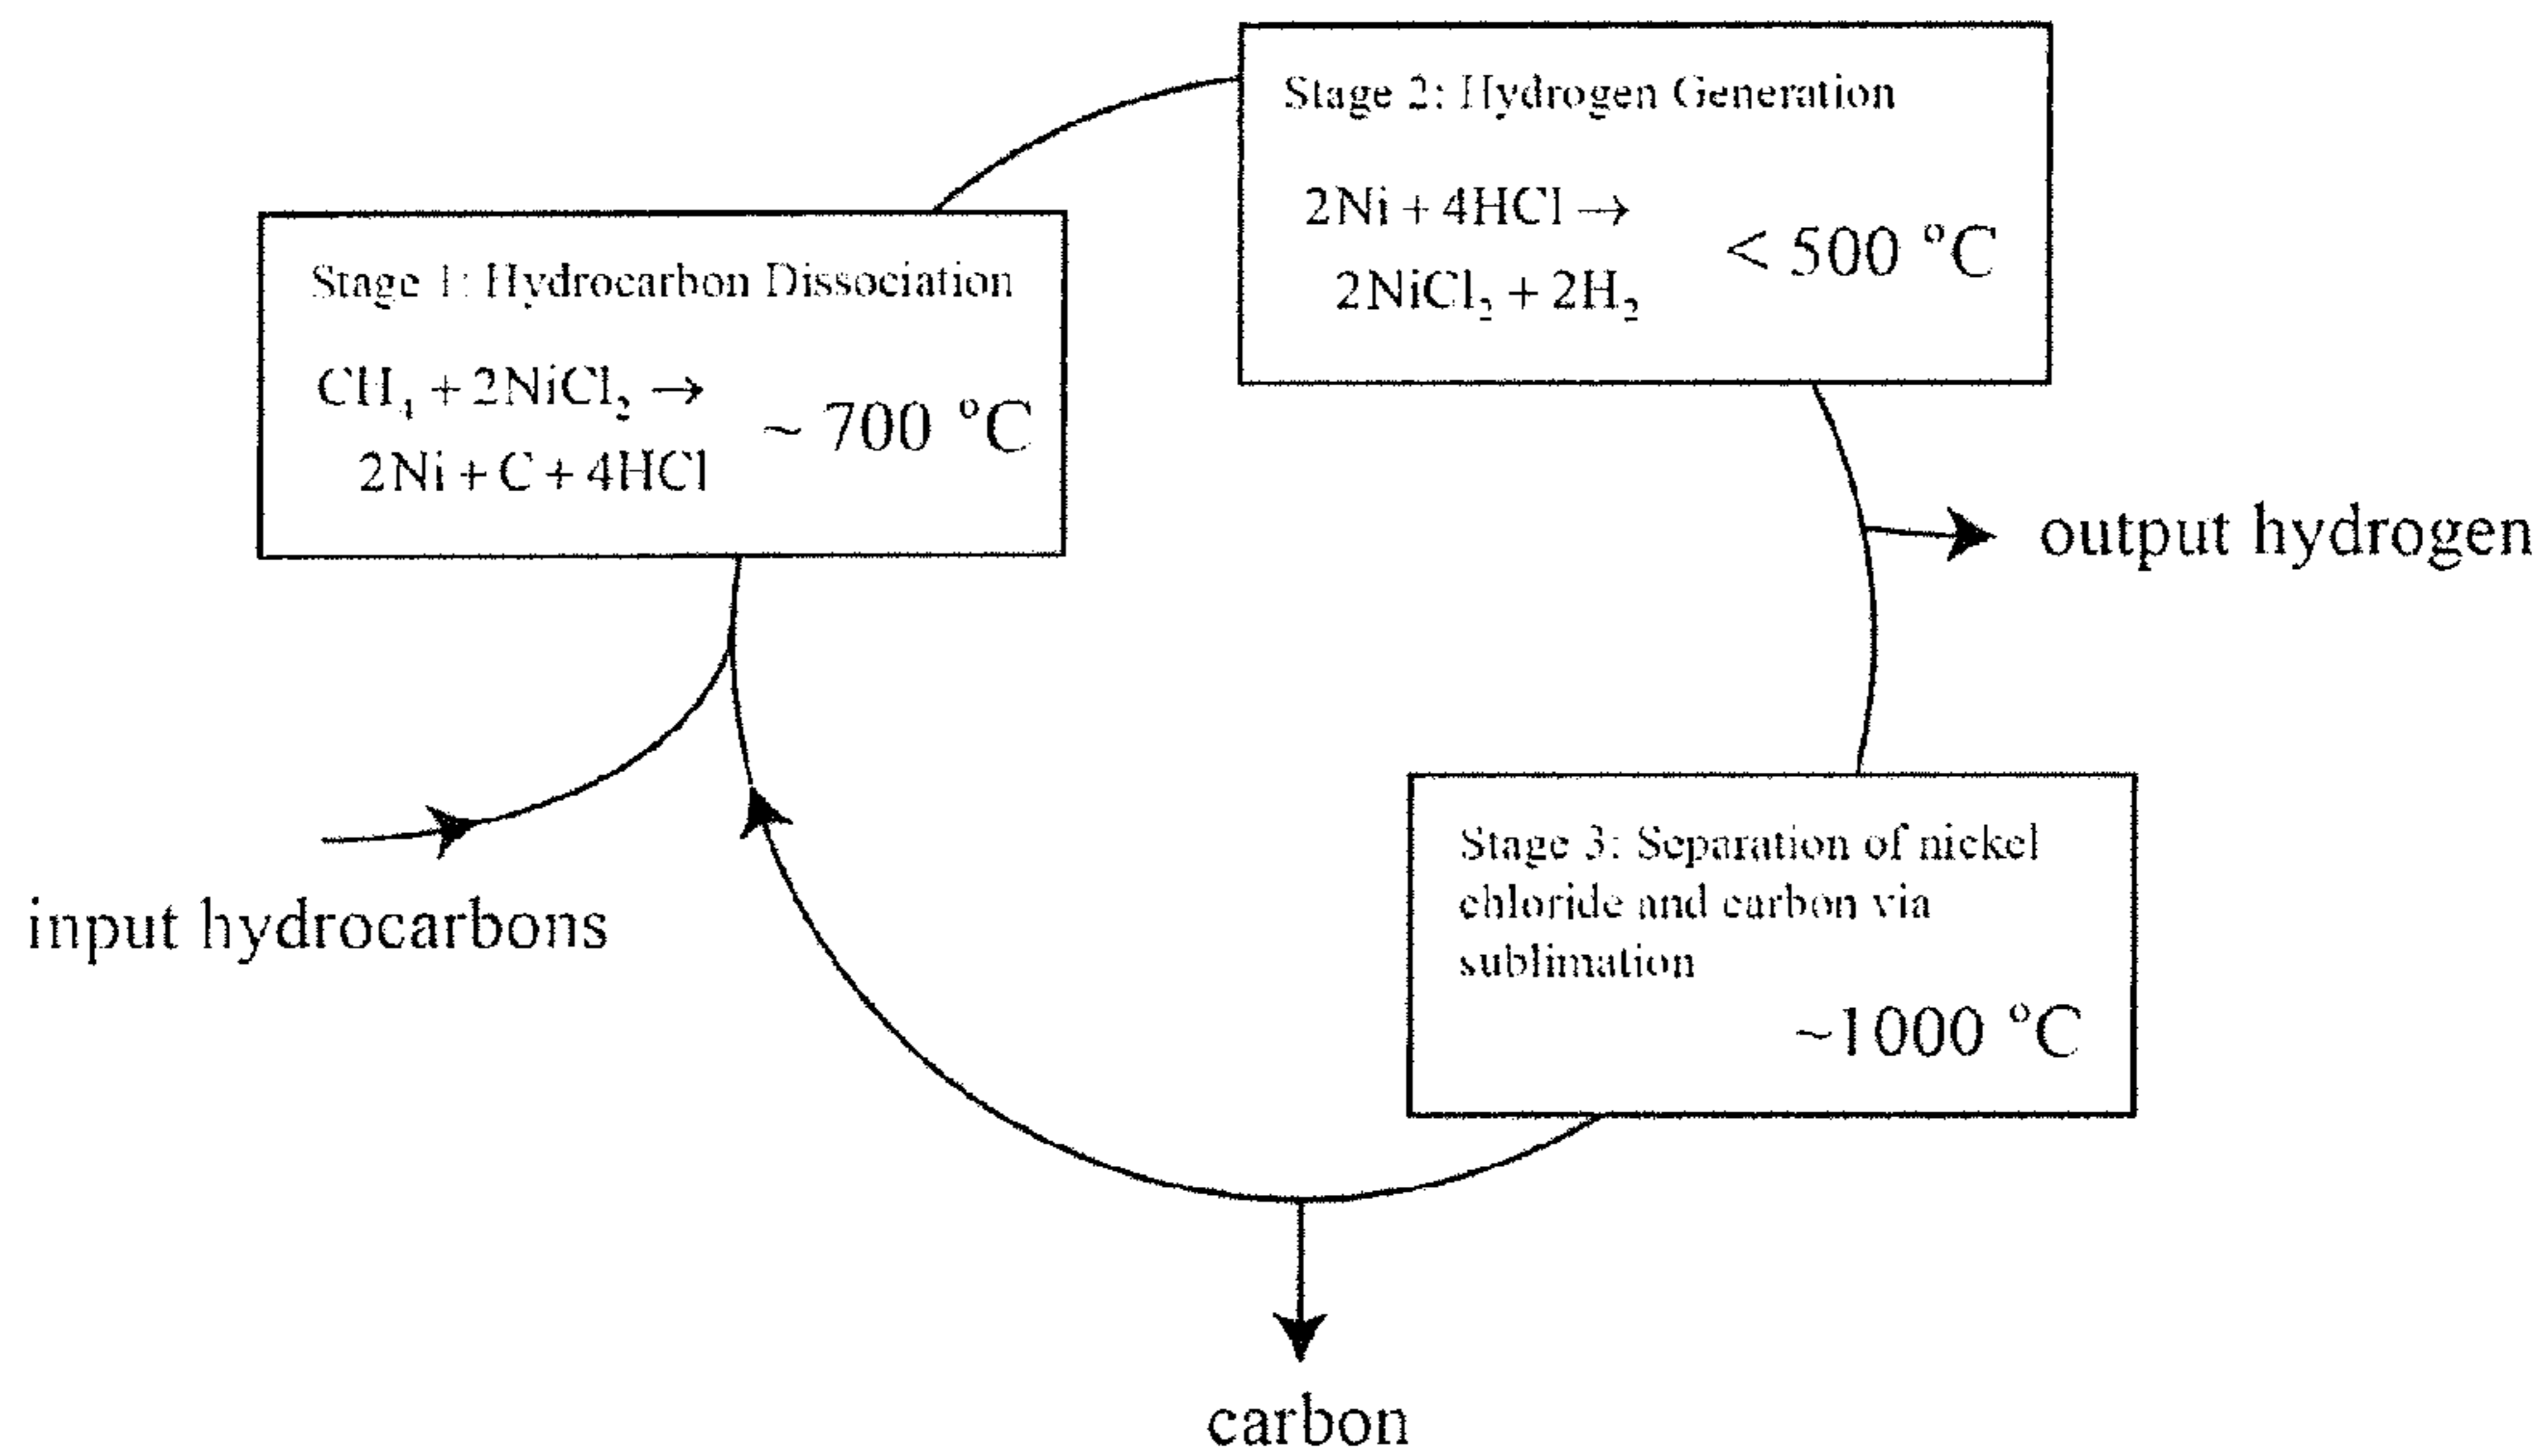 Stage 1: Hydrocarbon Dissociation
CH₄ + 2NiCl₂ →
2Ni + C + 4HCl
~ 700 °C
Stage 2: Hydrogen Generation
2Ni + 4HCl →
2NiCl₂ + 2H₂
< 500 °C
output hydrogen
Stage 3: Separation of nickel
chloride and carbon via
sublimation
~1000 °C
input hydrocarbons
carbon